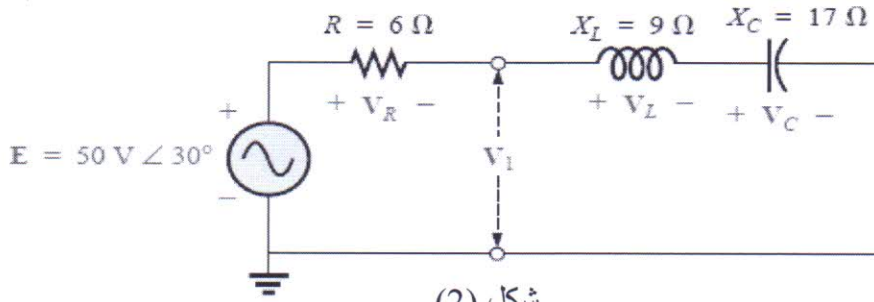 R = 6 Ω
X_L = 9 Ω
X_C = 17 Ω
+ V_R −
+ V_L −
+ V_C −
+
E = 50 V ∠ 30°
−
V_1
شكل (2)